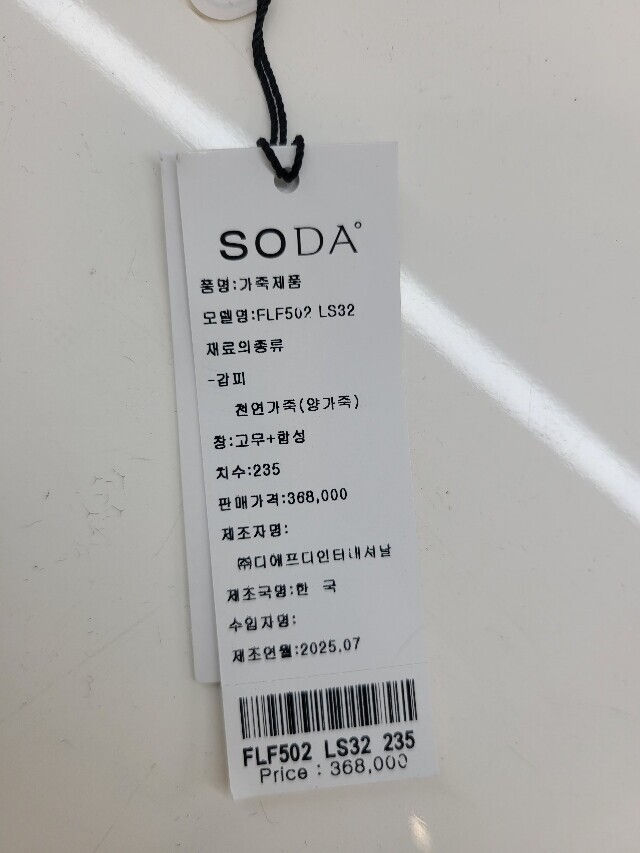 SODA
품명:가죽제품
모델명:FLF502 LS32
재료의종류
-갑피
천연가죽(양가죽)
창:고무+합성
치수:235
판매가격:368,000
제조자명:
㈜디에프디인터내셔날
제조국명:한 국
수입자명:
제조연월:2025.07
FLF502 LS32 235
Price : 368,000